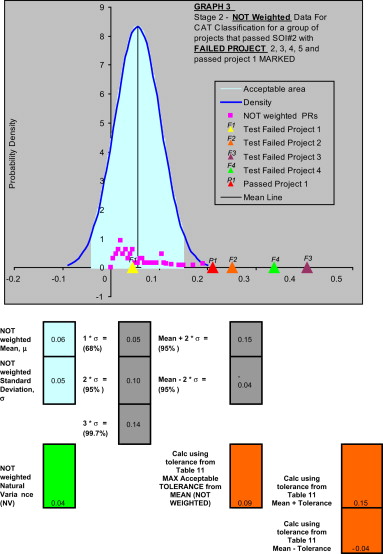 GRAPH 3
Stage 2 - NOT Weighted Data For
CAT Classification for a group of
projects that passed SOI#2 with
FAILED PROJECT 2, 3, 4, 5 and
passed project 1 MARKED
Acceptable area
Density
NOT weighted PRs
F1 Test Failed Project 1
F2 Test Failed Project 2
F3 Test Failed Project 3
F4 Test Failed Project 4
P1 Passed Project 1
Mean Line
Probability Density
9
8
7
6
5
4
3
2
1
0
-1
-0.2 -0.1 0 0.1 0.2 0.3 0.4 0.5
F1 P1 F2 F4 F3
NOT
weighted
Mean, μ
0.06
1 * σ =
(68%)
0.05
Mean + 2 * σ =
(95% )
0.15
NOT
weighted
Standard
Deviation,
σ
0.05
2 * σ =
(95% )
0.10
Mean - 2 * σ =
(95% )
-
0.04
3 * σ =
(99.7%)
0.14
NOT
weighted
Natural
Varia nce
(NV)
0.04
Calc using
tolerance from
Table 11
MAX Acceptable
TOLERANCE from
MEAN (NOT
WEIGHTED)
0.09
Calc using
tolerance from
Table 11
Mean + Tolerance
0.15
Calc using
tolerance from
Table 11
Mean - Tolerance
-0.04